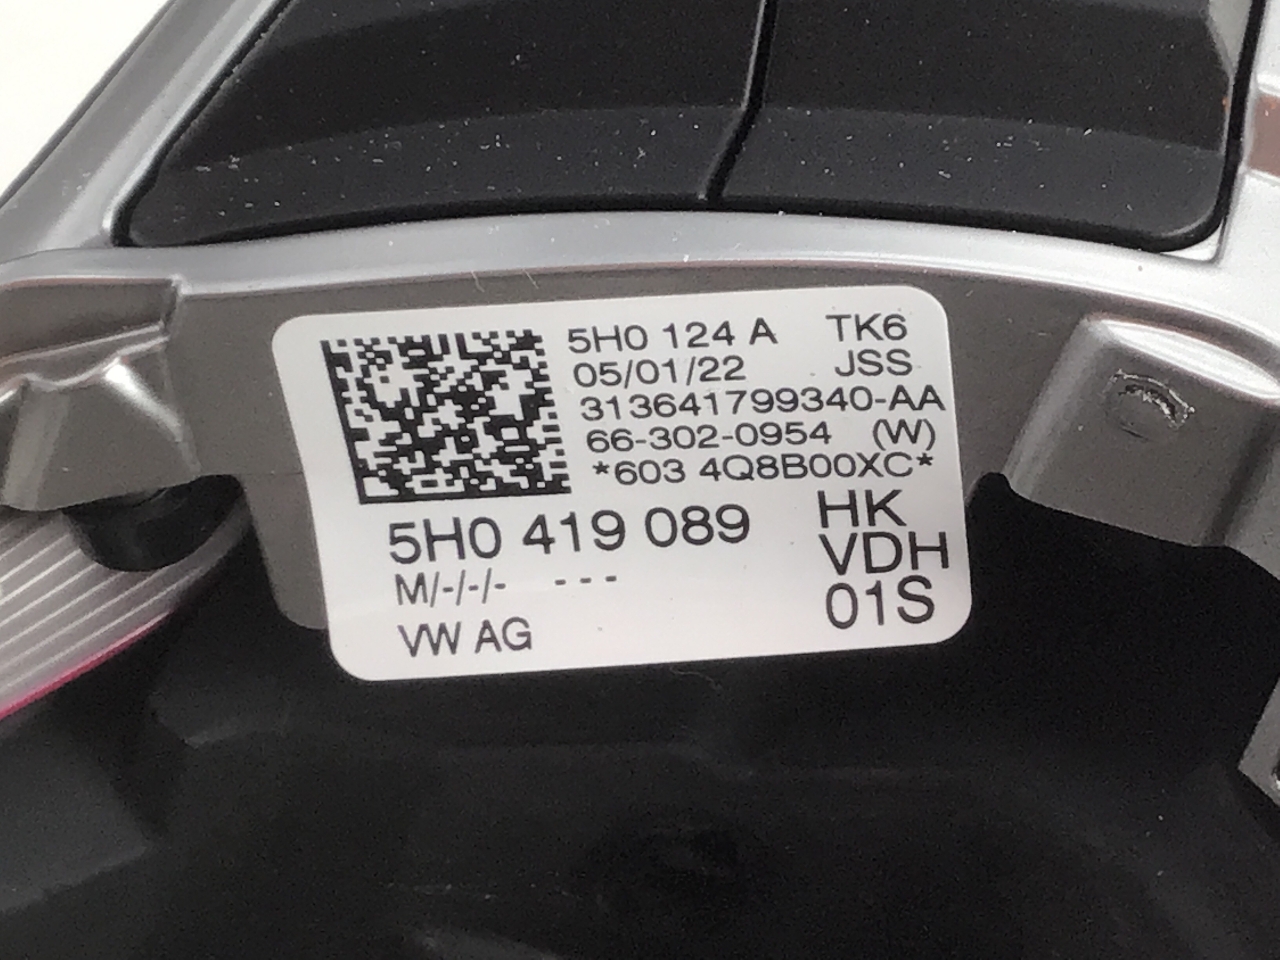 5H0 124 A TK6
05/01/22 JSS
313641799340-AA
66-302-0954 (W)
*603 4Q8B00XC*
5H0 419 089 HK
VDH
M/-/-/- ---
01S
VW AG